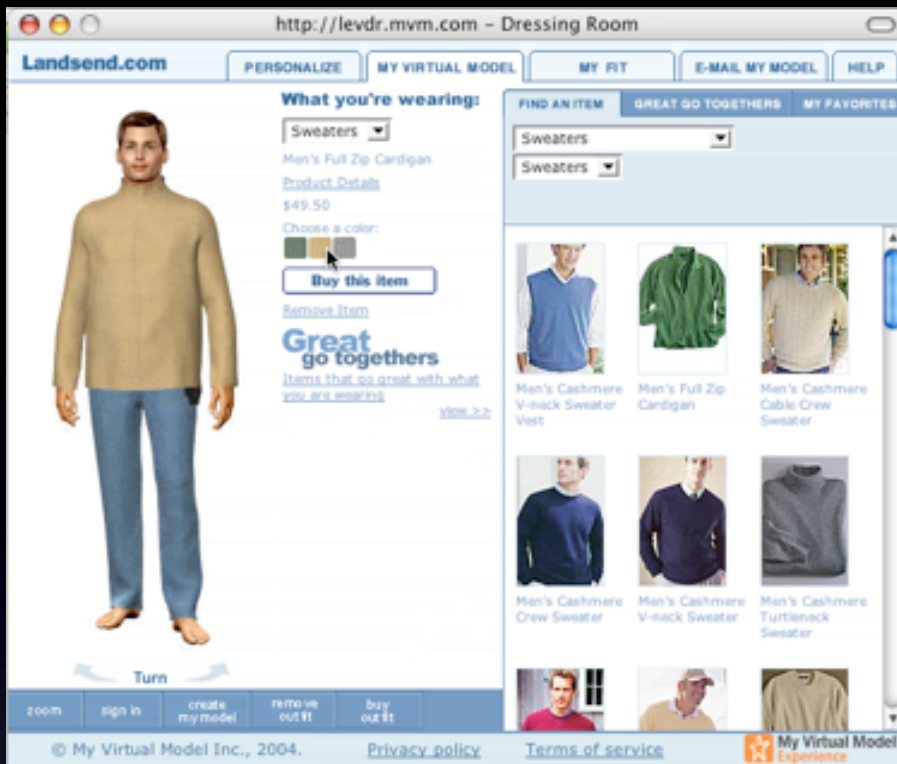 http://levdr.mvm.com – Dressing Room
Landsend.com
PERSONALIZE
MY VIRTUAL MODEL
MY FIT
E-MAIL MY MODEL
HELP
What you're wearing:
Sweaters
Men's Full Zip Cardigan
Product Details
$49.50
Choose a color:
Buy this item
Remove Item
Great
go togethers
Items that go great with what
you are wearing
view >>
Turn
zoom
sign in
create
my model
remove
outfit
buy
outfit
FIND AN ITEM
GREAT GO TOGETHERS
MY FAVORITES
Sweaters
Sweaters
Men's Cashmere
V-neck Sweater
Vest
Men's Full Zip
Cardigan
Men's Cashmere
Cable Crew
Sweater
Men's Cashmere
Crew Sweater
Men's Cashmere
V-neck Sweater
Men's Cashmere
Turtleneck
Sweater
© My Virtual Model Inc., 2004.
Privacy policy
Terms of service
My Virtual Model
Experience